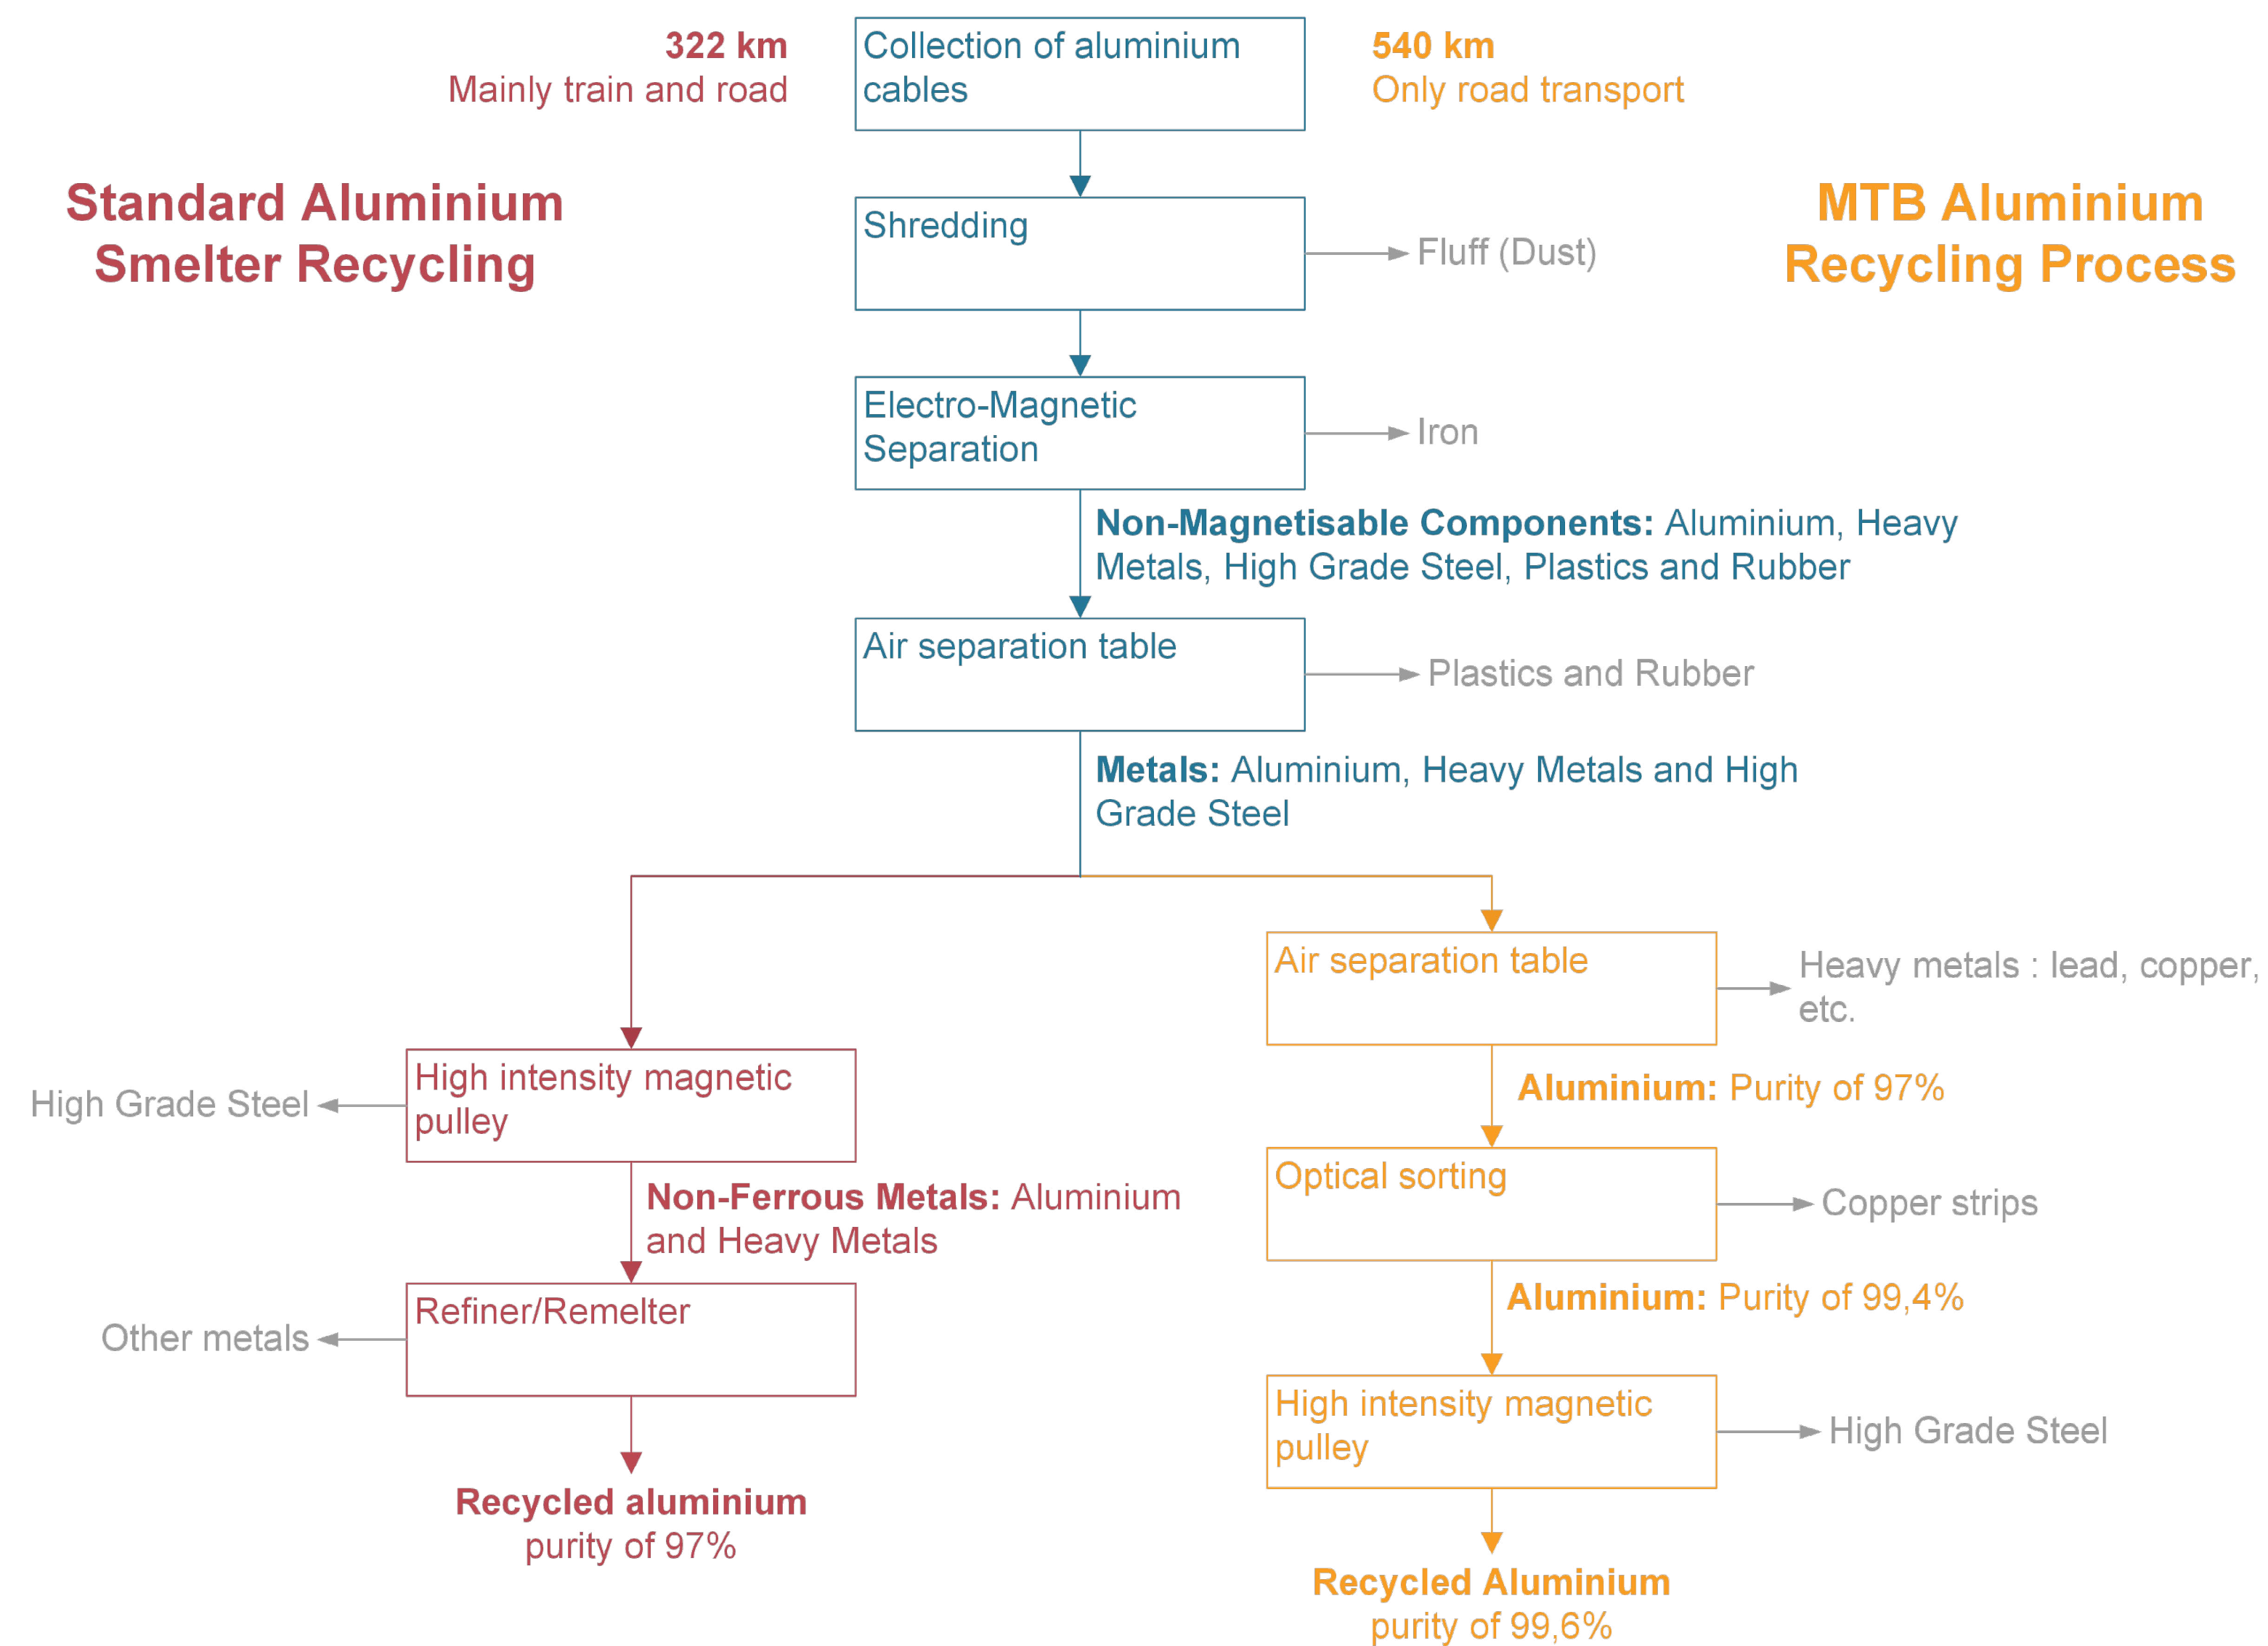 322 km
Mainly train and road
Collection of aluminium
cables
540 km
Only road transport
Standard Aluminium
Smelter Recycling
MTB Aluminium
Recycling Process
Shredding
Fluff (Dust)
Electro-Magnetic
Separation
Iron
Non-Magnetisable Components: Aluminium, Heavy
Metals, High Grade Steel, Plastics and Rubber
Air separation table
Plastics and Rubber
Metals: Aluminium, Heavy Metals and High
Grade Steel
High intensity magnetic
pulley
High Grade Steel
Non-Ferrous Metals: Aluminium
and Heavy Metals
Refiner/Remelter
Other metals
Recycled aluminium
purity of 97%
Air separation table
Heavy metals : lead, copper,
etc.
Aluminium: Purity of 97%
Optical sorting
Copper strips
Aluminium: Purity of 99,4%
High intensity magnetic
pulley
High Grade Steel
Recycled Aluminium
purity of 99,6%